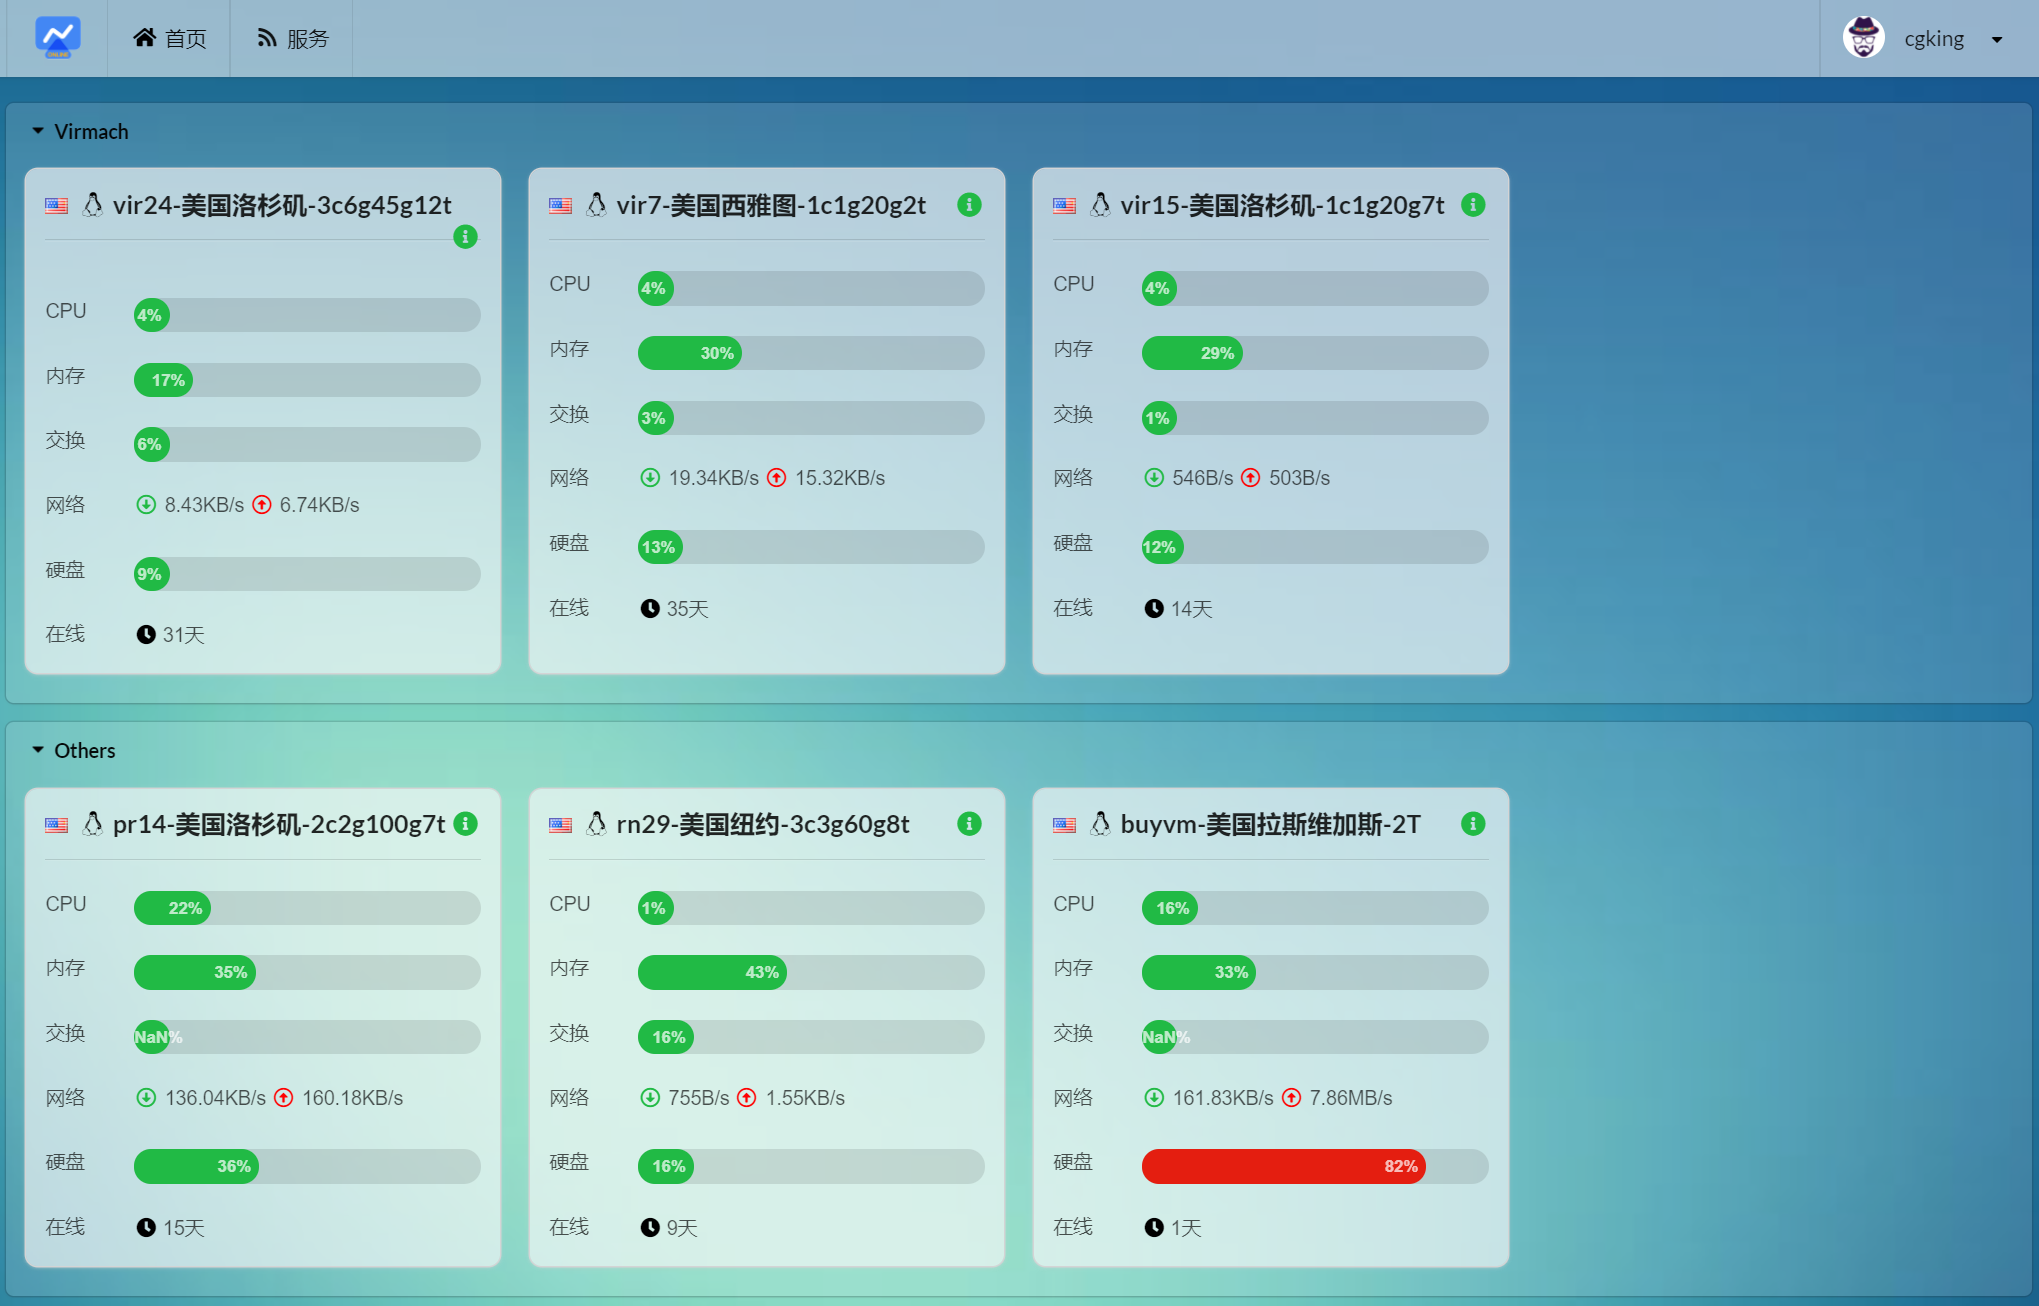 首页 服务 cgking
Virmach
vir24-美国洛杉矶-3c6g45g12t
CPU 4%
内存 17%
交换 6%
网络 8.43KB/s 6.74KB/s
硬盘 9%
在线 31天
vir7-美国西雅图-1c1g20g2t
CPU 4%
内存 30%
交换 3%
网络 19.34KB/s 15.32KB/s
硬盘 13%
在线 35天
vir15-美国洛杉矶-1c1g20g7t
CPU 4%
内存 29%
交换 1%
网络 546B/s 503B/s
硬盘 12%
在线 14天
Others
pr14-美国洛杉矶-2c2g100g7t
CPU 22%
内存 35%
交换 NaN%
网络 136.04KB/s 160.18KB/s
硬盘 36%
在线 15天
rn29-美国纽约-3c3g60g8t
CPU 1%
内存 43%
交换 16%
网络 755B/s 1.55KB/s
硬盘 16%
在线 9天
buyvm-美国拉斯维加斯-2T
CPU 16%
内存 33%
交换 NaN%
网络 161.83KB/s 7.86MB/s
硬盘 82%
在线 1天